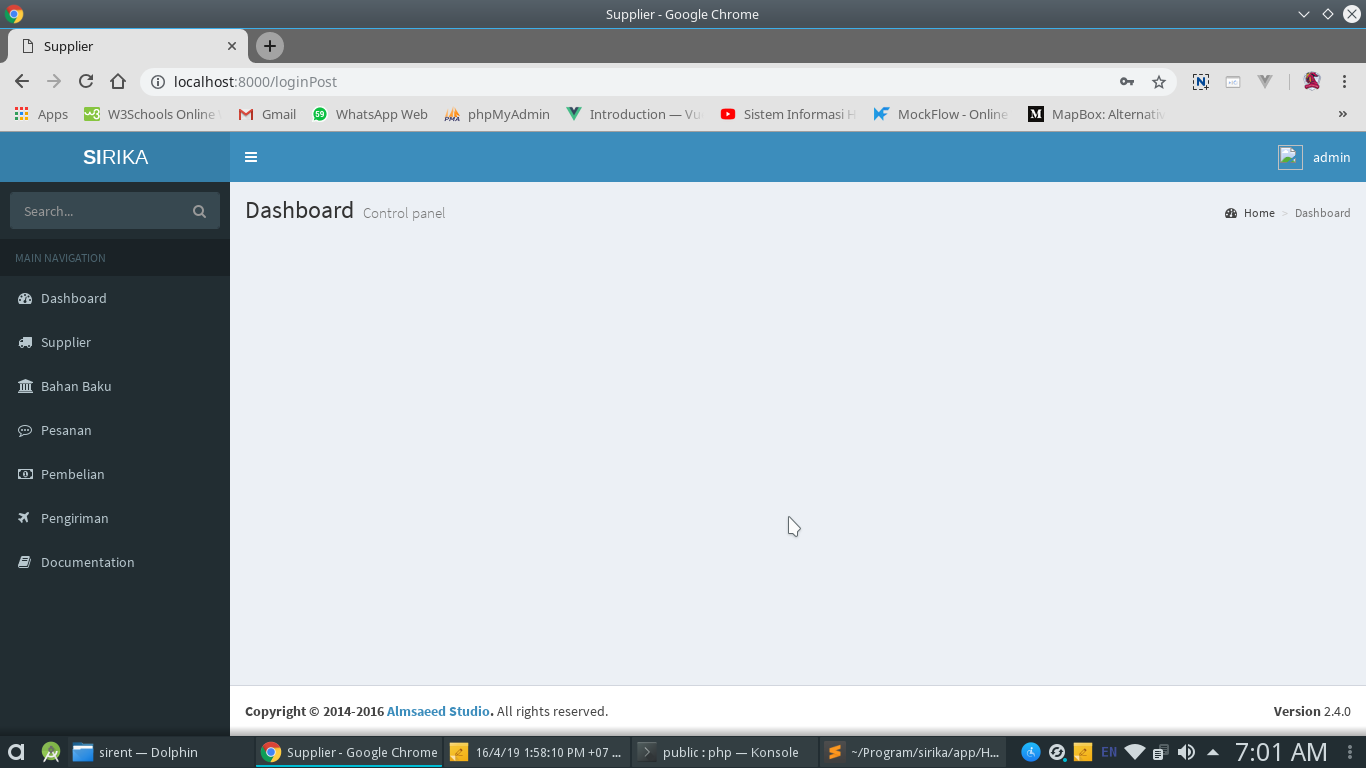 Supplier - Google Chrome
Supplier
localhost:8000/loginPost
Apps W3Schools Online Gmail 59 WhatsApp Web PMA phpMyAdmin Introduction — Vu Sistem Informasi MockFlow - Online M MapBox: Alternativ »
SIRIKA
admin
Search...
Dashboard Control panel
Home > Dashboard
MAIN NAVIGATION
Dashboard
Supplier
Bahan Baku
Pesanan
Pembelian
Pengiriman
Documentation
Copyright © 2014-2016 Almsaeed Studio. All rights reserved.
Version 2.4.0
sirent — Dolphin Supplier - Google Chrome 16/4/19 1:58:10 PM +07 ... public : php — Konsole ~/Program/sirika/app/H... EN 7:01 AM